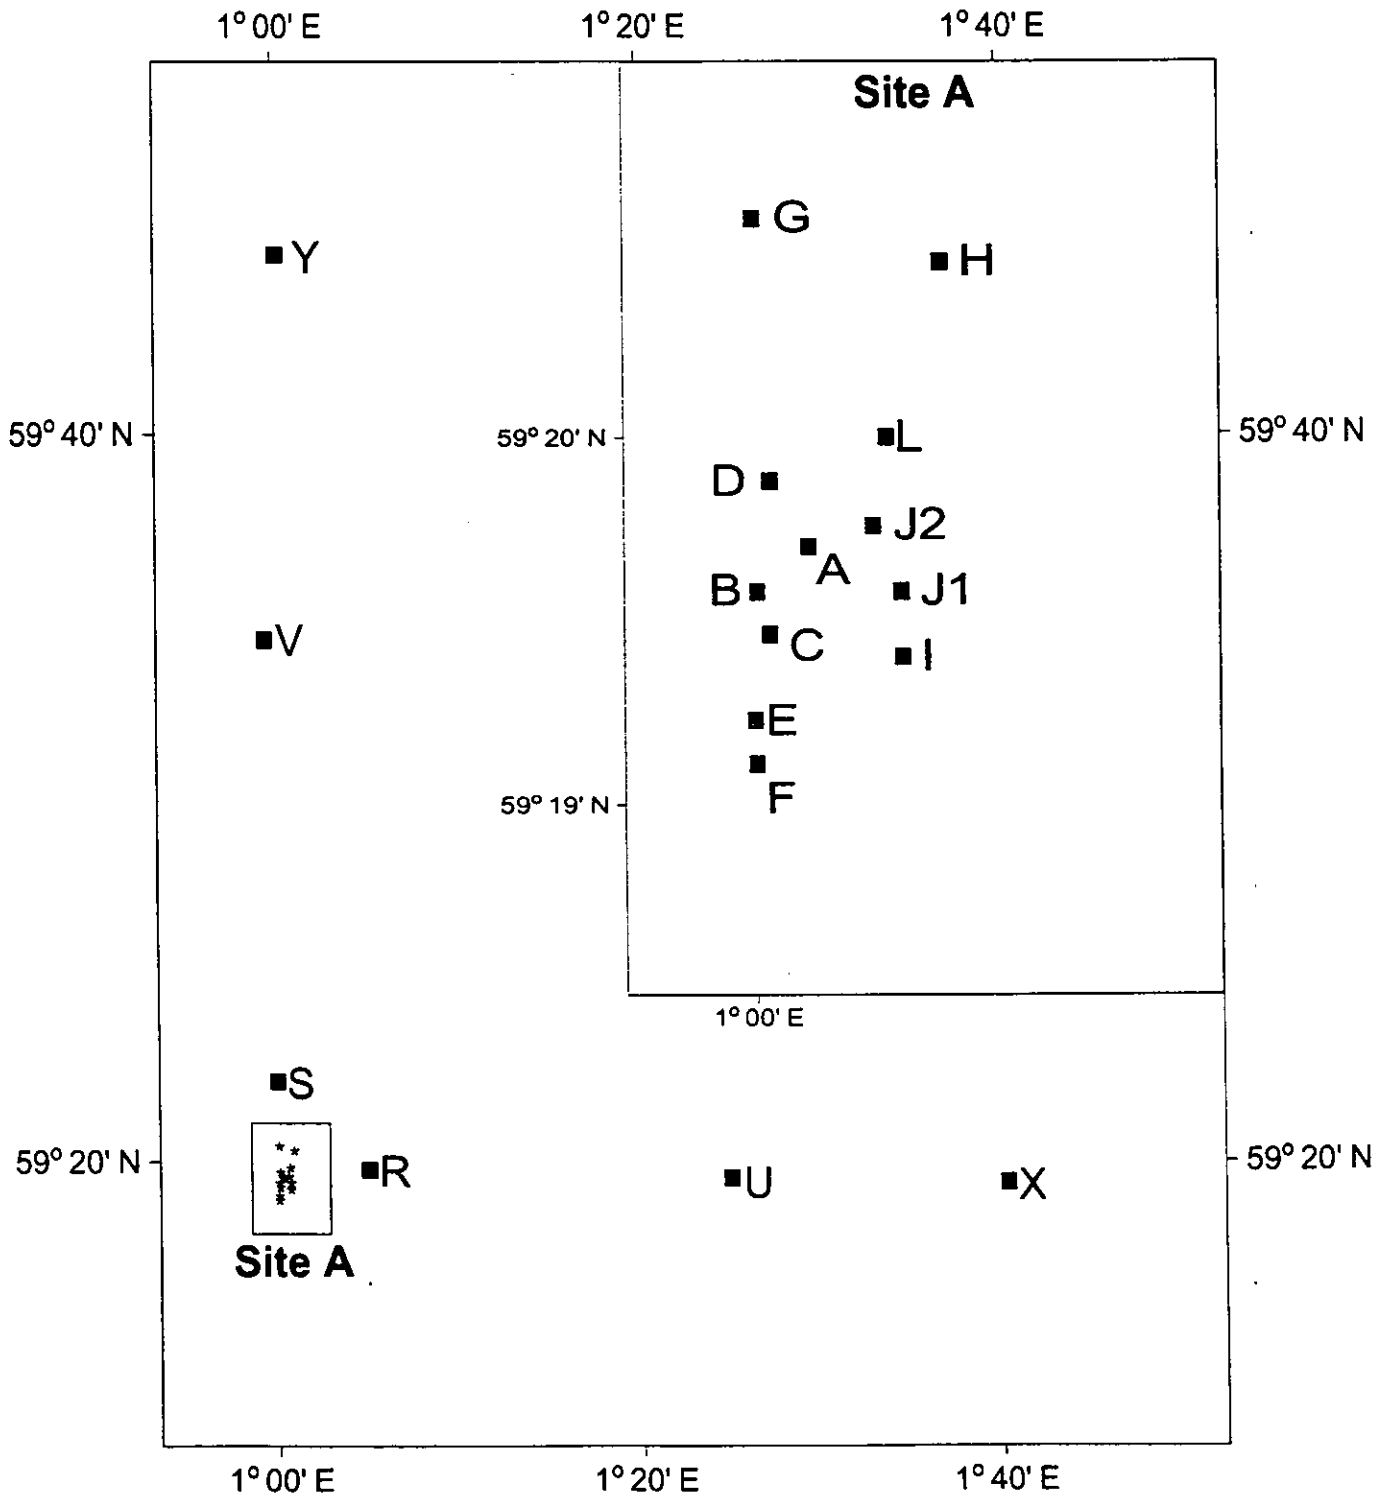 1° 00' E 1° 20' E 1° 40' E
Site A
G
Y
H
59° 40' N 59° 20' N L 59° 40' N
D
J2
A
B J1
C
V I
E
F
59° 19' N
1° 00' E
S
59° 20' N R U X 59° 20' N
Site A
1° 00' E 1° 20' E 1° 40' E